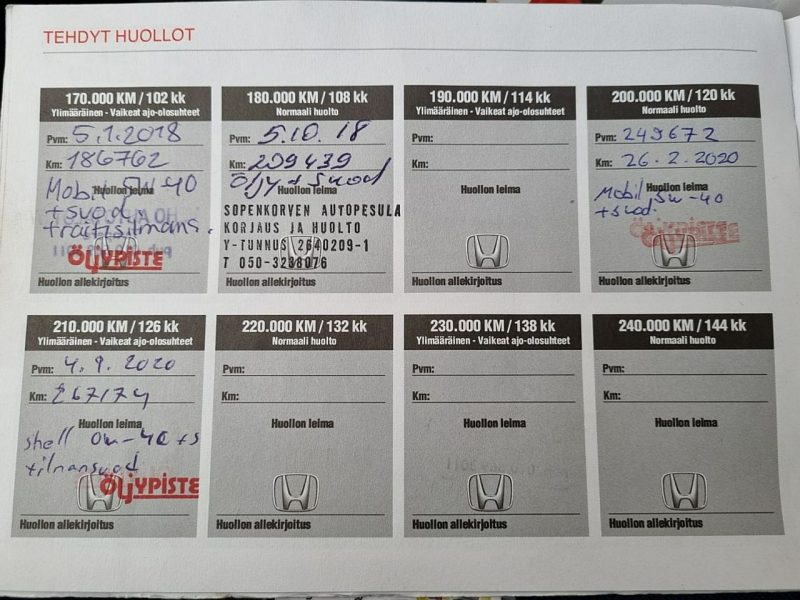 TEHDYT HUOLLOT
170.000 KM / 102 kk
Ylimääräinen - Vaikeat ajo-olosuhteet
Pvm: 5.1.2018
Km: 186762
Huollon leima
Mobil 5W-40
+ suod.
ÖLJYPISTE
Huollon allekirjoitus
180.000 KM / 108 kk
Normaali huolto
Pvm: 5.10.18
Km: 209439
Öljy + Suod
Huollon leima
SOPENKORVEN AUTOPESULA
KORJAUS JA HUOLTO
Y-TUNNUS 2640209-1
T 050-3238076
Huollon allekirjoitus
190.000 KM / 114 kk
Ylimääräinen - Vaikeat ajo-olosuhteet
Pvm:
Km:
Huollon leima
Huollon allekirjoitus
200.000 KM / 120 kk
Normaali huolto
Pvm: 249672
Km: 26.2.2020
Huollon leima
Mobil 5W-40
+ suod.
ÖLJYPISTE
Huollon allekirjoitus
210.000 KM / 126 kk
Ylimääräinen - Vaikeat ajo-olosuhteet
Pvm: 4.9.2020
Km: 267174
Huollon leima
shell 0W-40 + s
ÖLJYPISTE
Huollon allekirjoitus
220.000 KM / 132 kk
Normaali huolto
Pvm:
Km:
Huollon leima
Huollon allekirjoitus
230.000 KM / 138 kk
Ylimääräinen - Vaikeat ajo-olosuhteet
Pvm:
Km:
Huollon leima
Huollon allekirjoitus
240.000 KM / 144 kk
Normaali huolto
Pvm:
Km:
Huollon leima
Huollon allekirjoitus